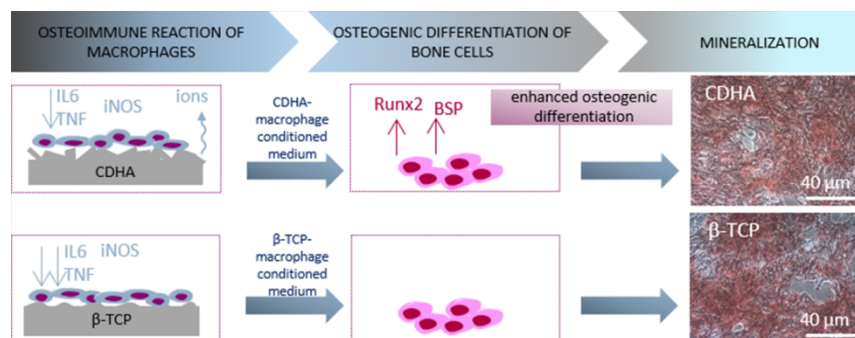 OSTEOIMMUNE REACTION OF
MACROPHAGES
OSTEOGENIC DIFFERENTIATION OF
BONE CELLS
MINERALIZATION
IL6
TNF
iNOS
ions
CDHA
CDHA-
macrophage
conditioned
medium
Runx2
BSP
enhanced osteogenic
differentiation
CDHA
40 µm
IL6
TNF
iNOS
β-TCP
β-TCP-
macrophage
conditioned
medium
β-TCP
40 µm